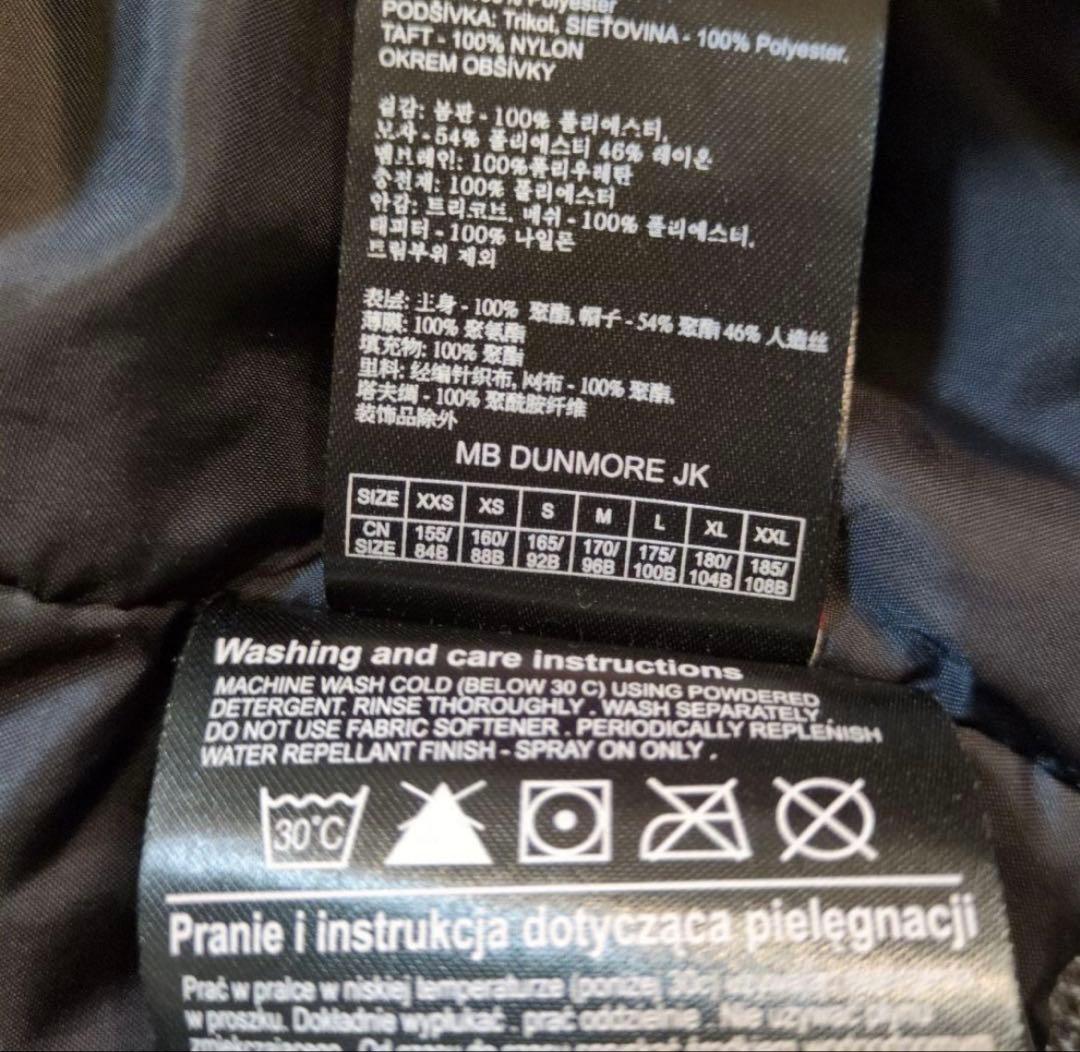 Polyester
PODŠÍVKA: Trikot, SIEŤOVINA - 100% Polyester,
TAFT - 100% NYLON
OKREM OBŠÍVKY
겉감: 몸판 - 100% 폴리에스터,
모자 - 54% 폴리에스터 46% 레이온
멤브레인: 100%폴리우레탄
충전재: 100% 폴리에스터
안감: 트리코트, 메쉬 - 100% 폴리에스터,
태피터 - 100% 나일론
트림부위 제외
表层: 主身 - 100% 聚酯, 帽子 - 54% 聚酯 46% 人造丝
薄膜: 100% 聚氨酯
填充物: 100% 聚酯
里料: 经编针织布, 网布 - 100% 聚酯,
塔夫绸 - 100% 聚酰胺纤维
装饰品除外
MB DUNMORE JK
SIZE XXS XS S M L XL XXL
CN SIZE 155/84B 160/88B 165/92B 170/96B 175/100B 180/104B 185/108B
Washing and care instructions
MACHINE WASH COLD (BELOW 30 C) USING POWDERED
DETERGENT. RINSE THOROUGHLY . WASH SEPARATELY .
DO NOT USE FABRIC SOFTENER . PERIODICALLY REPLENISH
WATER REPELLANT FINISH - SPRAY ON ONLY .
30°C
Pranie i instrukcja dotycząca pielęgnacji
Prać w pralce w niskiej temperaturze (poniżej 30c)
w proszku. Dokładnie wypłukać . prać oddzielnie . Nie używać płynu
zmiękczającego .